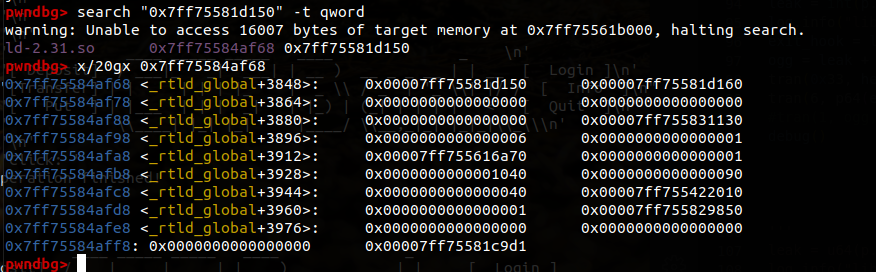 pwndbg> search "0x7ff75581d150" -t qword
warning: Unable to access 16007 bytes of target memory at 0x7ff75561b000, halting search.
ld-2.31.so      0x7ff75584af68 0x7ff75581d150
pwndbg> x/20gx 0x7ff75584af68
0x7ff75584af68 <_rtld_global+3848>:     0x00007ff75581d150      0x00007ff75581d160
0x7ff75584af78 <_rtld_global+3864>:     0x0000000000000000      0x0000000000000000
0x7ff75584af88 <_rtld_global+3880>:     0x0000000000000000      0x00007ff755831130
0x7ff75584af98 <_rtld_global+3896>:     0x0000000000000006      0x0000000000000001
0x7ff75584afa8 <_rtld_global+3912>:     0x00007ff755616a70      0x0000000000000001
0x7ff75584afb8 <_rtld_global+3928>:     0x0000000000001040      0x0000000000000090
0x7ff75584afc8 <_rtld_global+3944>:     0x0000000000000040      0x00007ff755422010
0x7ff75584afd8 <_rtld_global+3960>:     0x0000000000000001      0x00007ff755829850
0x7ff75584afe8 <_rtld_global+3976>:     0x0000000000000000      0x0000000000000000
0x7ff75584aff8: 0x0000000000000000      0x00007ff75581c9d1
pwndbg>